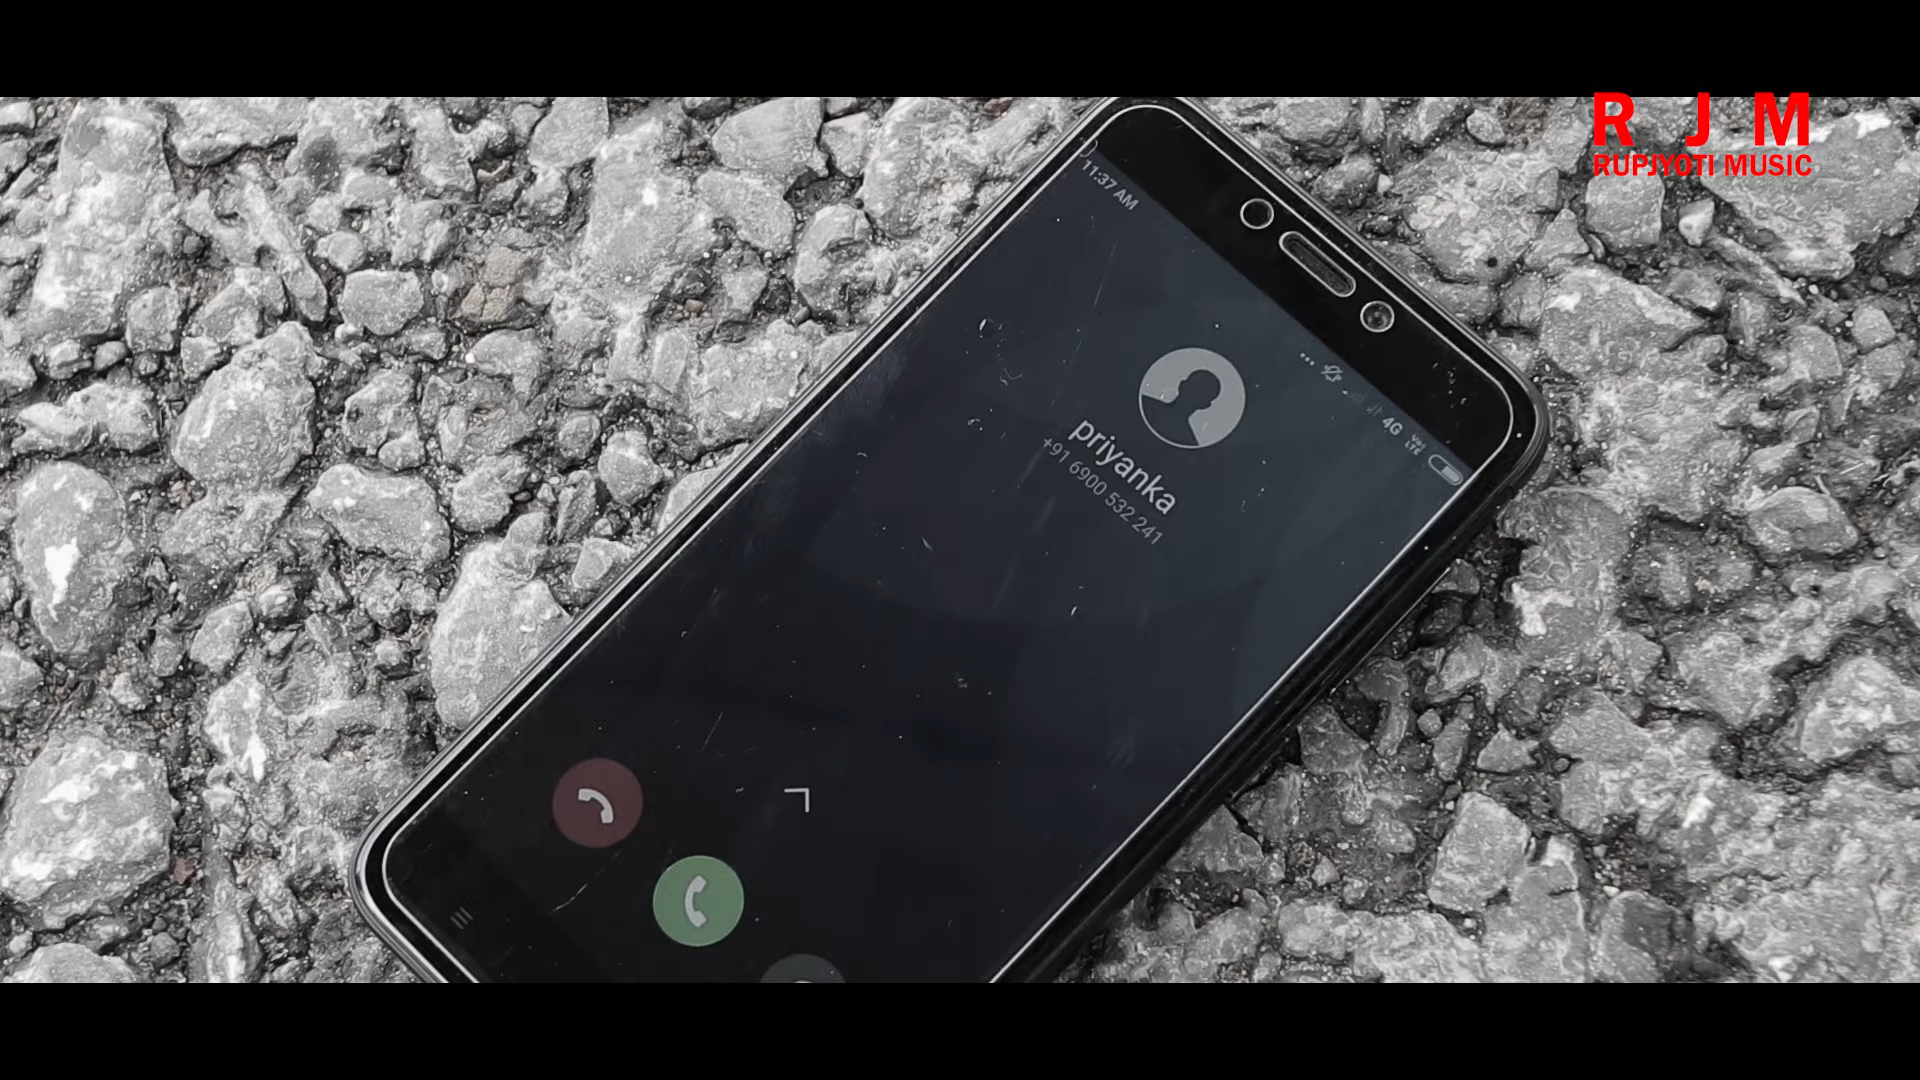 R J M
RUPJYOTI MUSIC
11:37 AM
4G
priyanka
+91 6900 532 241